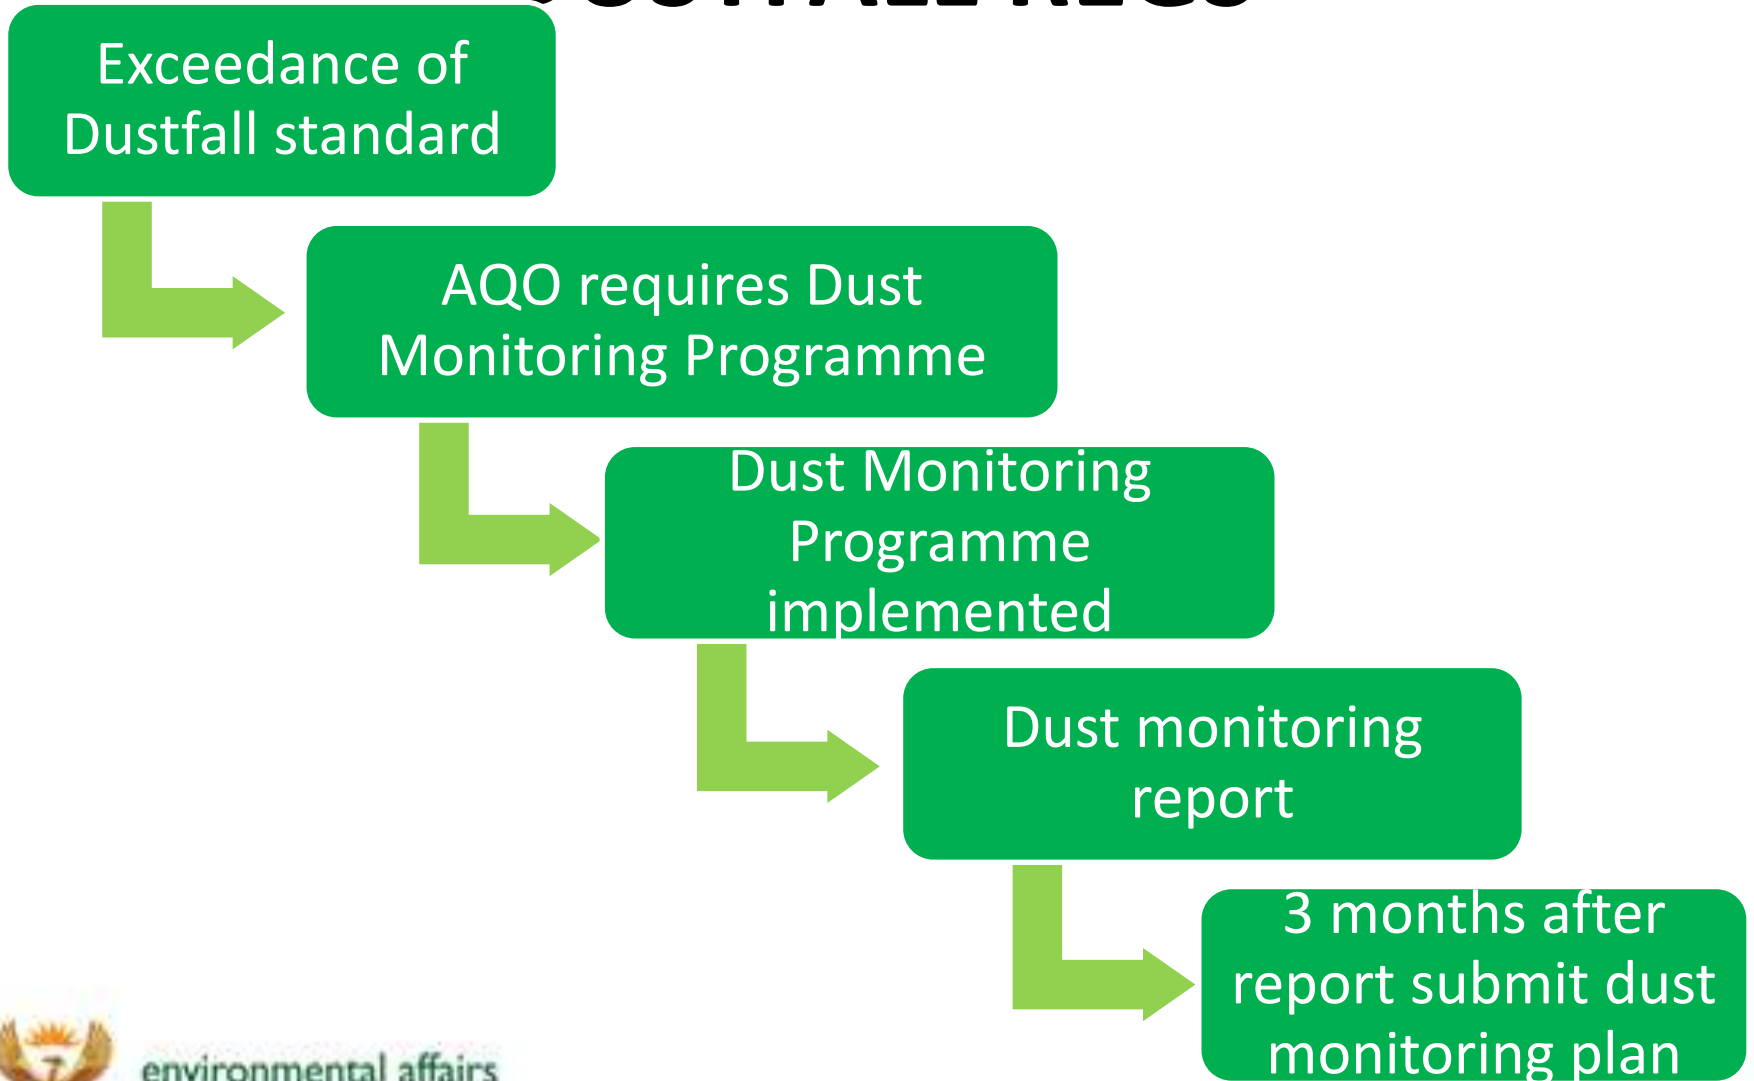 Exceedance of
Dustfall standard
AQO requires Dust
Monitoring Programme
Dust Monitoring
Programme
implemented
Dust monitoring
report
3 months after
report submit dust
monitoring plan
environmental affairs